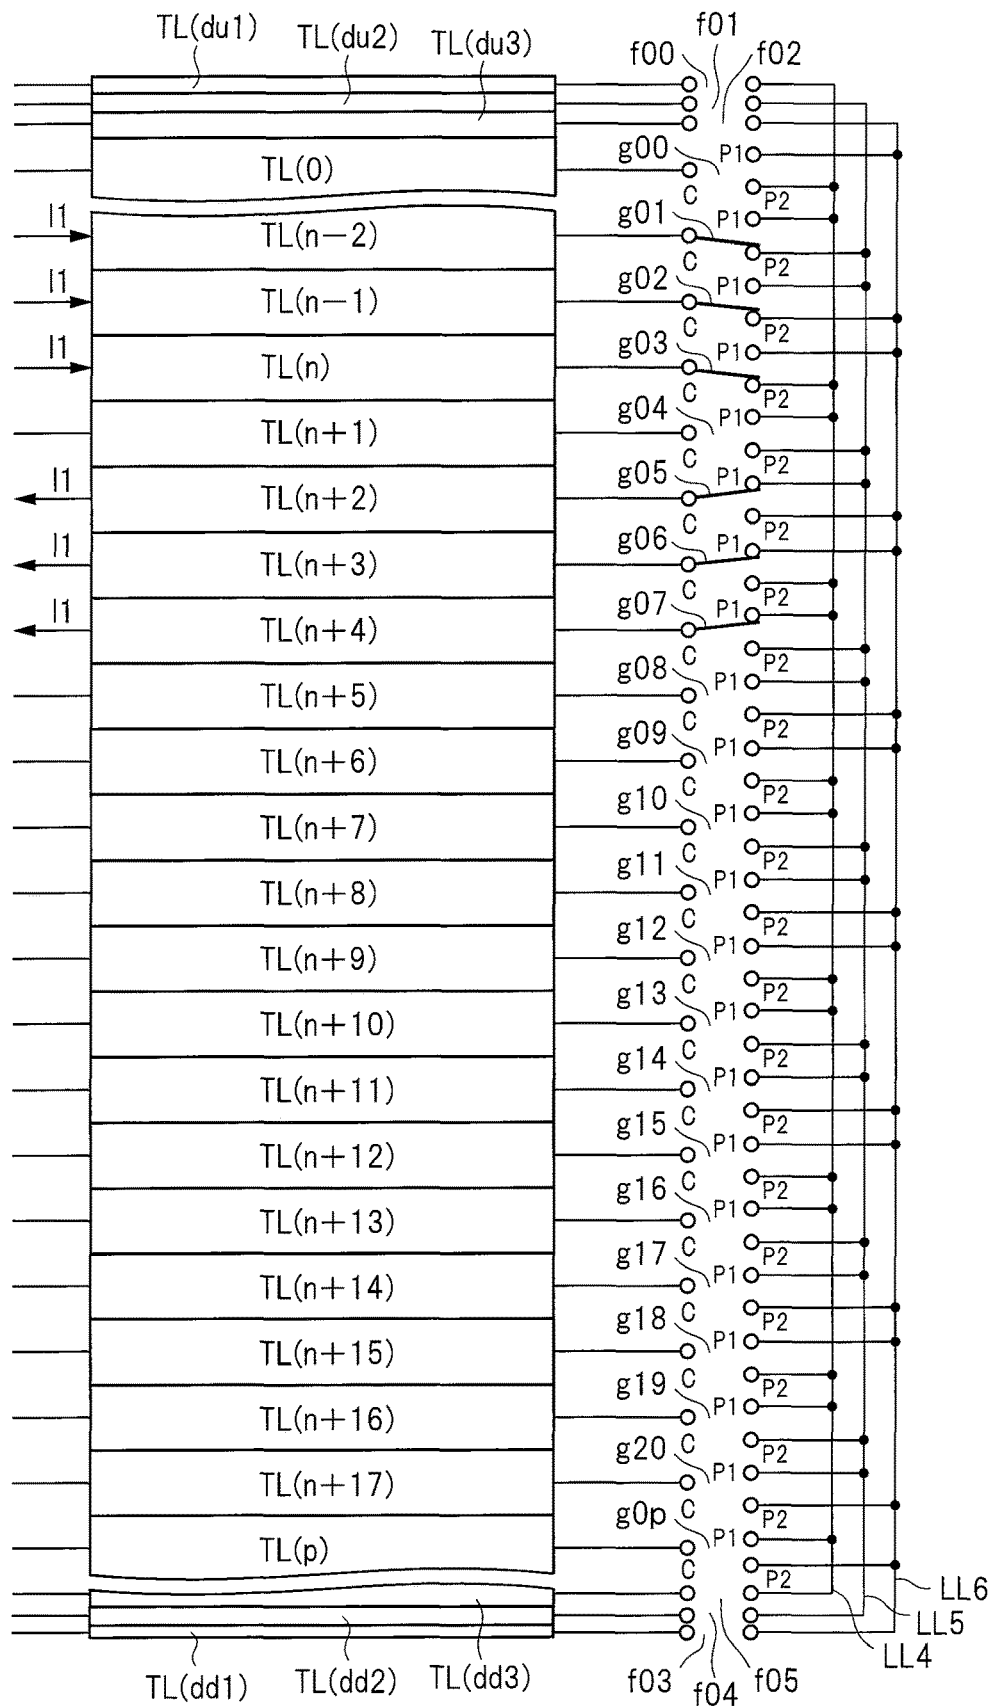 TL(du1) TL(du2) TL(du3) f01
f00 f02
g00 P1
TL(0)
C P2
I1 g01 P1
TL(n−2)
C P2
I1 g02 P1
TL(n−1)
C P2
I1 g03 P1
TL(n)
C P2
g04 P1
TL(n+1)
C P2
I1 g05 P1
TL(n+2)
C P2
I1 g06 P1
TL(n+3)
C P2
I1 g07 P1
TL(n+4)
C P2
g08 P1
TL(n+5)
C P2
g09 P1
TL(n+6)
C P2
g10 P1
TL(n+7)
C P2
g11 P1
TL(n+8)
C P2
g12 P1
TL(n+9)
C P2
g13 P1
TL(n+10)
C P2
g14 P1
TL(n+11)
C P2
g15 P1
TL(n+12)
C P2
g16 P1
TL(n+13)
C P2
g17 P1
TL(n+14)
C P2
g18 P1
TL(n+15)
C P2
g19 P1
TL(n+16)
C P2
g20 P1
TL(n+17)
C P2
g0p P1
TL(p)
C P2
LL6
LL5
LL4
TL(dd1) TL(dd2) TL(dd3) f03 f04 f05